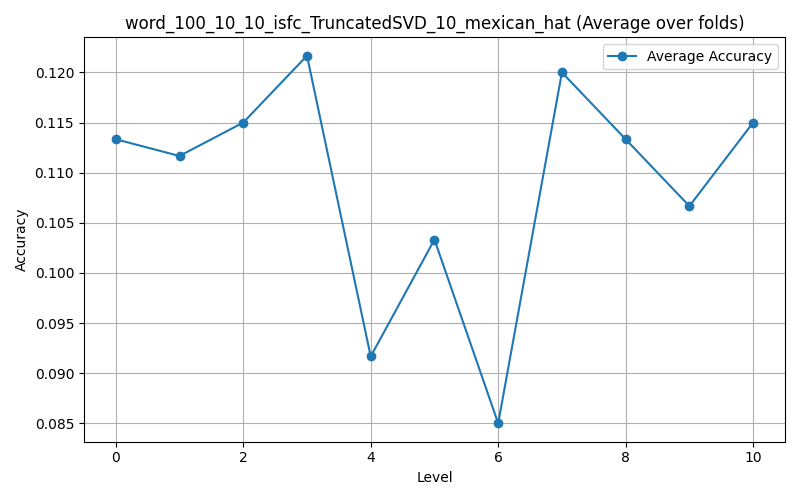 word_100_10_10_isfc_TruncatedSVD_10_mexican_hat (Average over folds)
Average Accuracy
0.120
0.115
0.110
0.105
0.100
0.095
0.090
0.085
Accuracy
0 2 4 6 8 10
Level